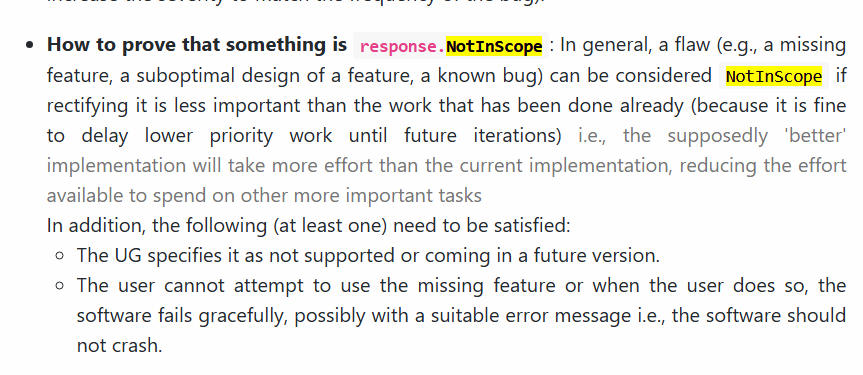 How to prove that something is response.NotInScope : In general, a flaw (e.g., a missing
feature, a suboptimal design of a feature, a known bug) can be considered NotInScope if
rectifying it is less important than the work that has been done already (because it is fine
to delay lower priority work until future iterations) i.e., the supposedly 'better'
implementation will take more effort than the current implementation, reducing the effort
available to spend on other more important tasks
In addition, the following (at least one) need to be satisfied:
The UG specifies it as not supported or coming in a future version.
The user cannot attempt to use the missing feature or when the user does so, the
software fails gracefully, possibly with a suitable error message i.e., the software should
not crash.